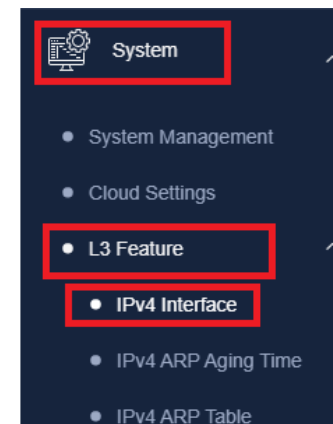 System
System Management
Cloud Settings
L3 Feature
IPv4 Interface
IPv4 ARP Aging Time
IPv4 ARP Table